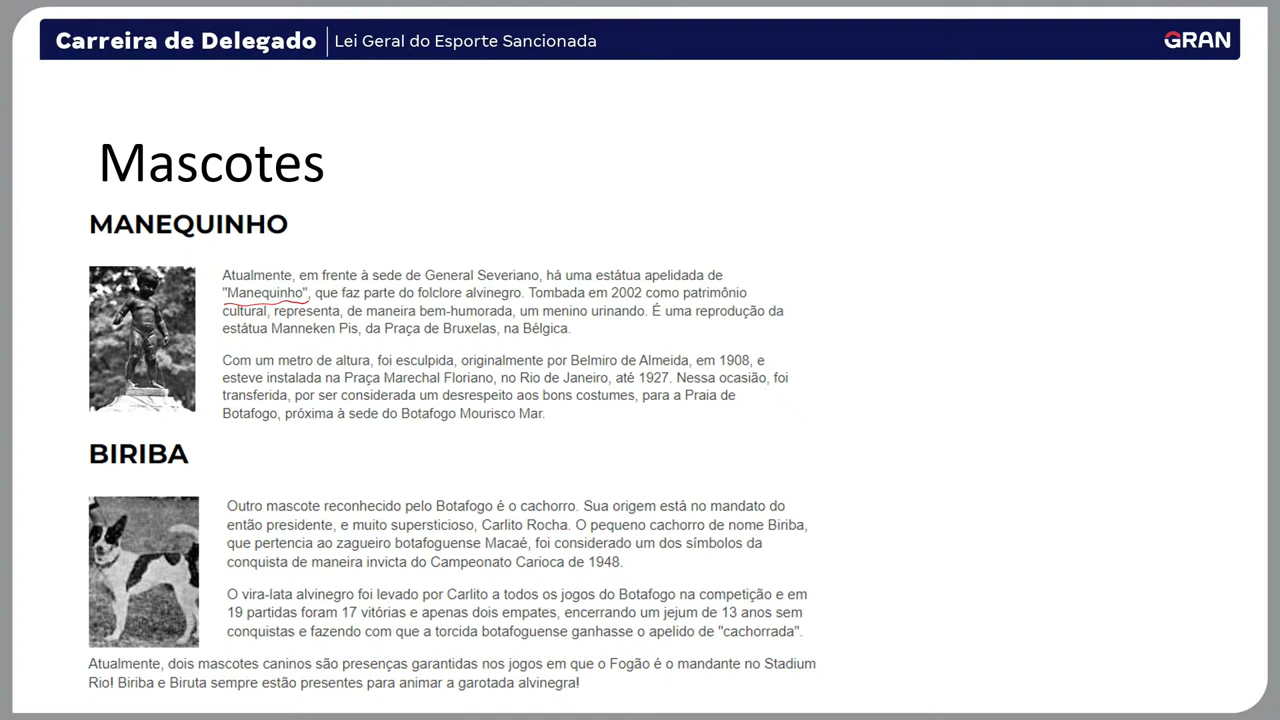 Carreira de Delegado Lei Geral do Esporte Sancionada GRAN
Mascotes
MANEQUINHO
Atualmente, em frente à sede de General Severiano, há uma estátua apelidada de
"Manequinho", que faz parte do folclore alvinegro. Tombada em 2002 como patrimônio
cultural, representa, de maneira bem-humorada, um menino urinando. É uma reprodução da
estátua Manneken Pis, da Praça de Bruxelas, na Bélgica.
Com um metro de altura, foi esculpida, originalmente por Belmiro de Almeida, em 1908, e
esteve instalada na Praça Marechal Floriano, no Rio de Janeiro, até 1927. Nessa ocasião, foi
transferida, por ser considerada um desrespeito aos bons costumes, para a Praia de
Botafogo, próxima à sede do Botafogo Mourisco Mar.
BIRIBA
Outro mascote reconhecido pelo Botafogo é o cachorro. Sua origem está no mandato do
então presidente, e muito supersticioso, Carlito Rocha. O pequeno cachorro de nome Biriba,
que pertencia ao zagueiro botafoguense Macaé, foi considerado um dos símbolos da
conquista de maneira invicta do Campeonato Carioca de 1948.
O vira-lata alvinegro foi levado por Carlito a todos os jogos do Botafogo na competição e em
19 partidas foram 17 vitórias e apenas dois empates, encerrando um jejum de 13 anos sem
conquistas e fazendo com que a torcida botafoguense ganhasse o apelido de "cachorrada".
Atualmente, dois mascotes caninos são presenças garantidas nos jogos em que o Fogão é o mandante no Stadium
Rio! Biriba e Biruta sempre estão presentes para animar a garotada alvinegra!